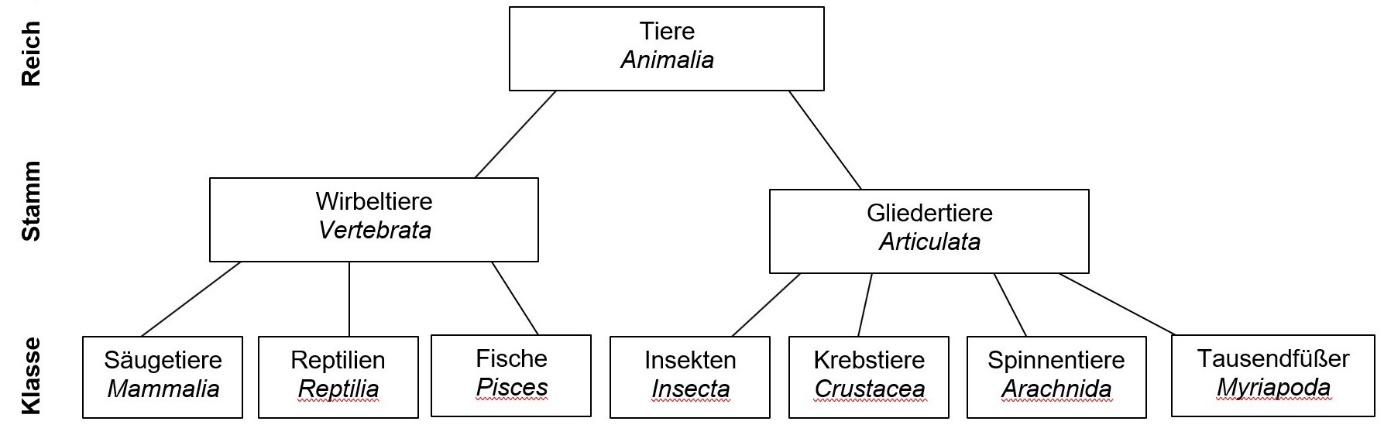 Reich
Tiere
Animalia
Stamm
Wirbeltiere
Vertebrata
Gliedertiere
Articulata
Klasse
Säugetiere
Mammalia
Reptilien
Reptilia
Fische
Pisces
Insekten
Insecta
Krebstiere
Crustacea
Spinnentiere
Arachnida
Tausendfüßer
Myriapoda